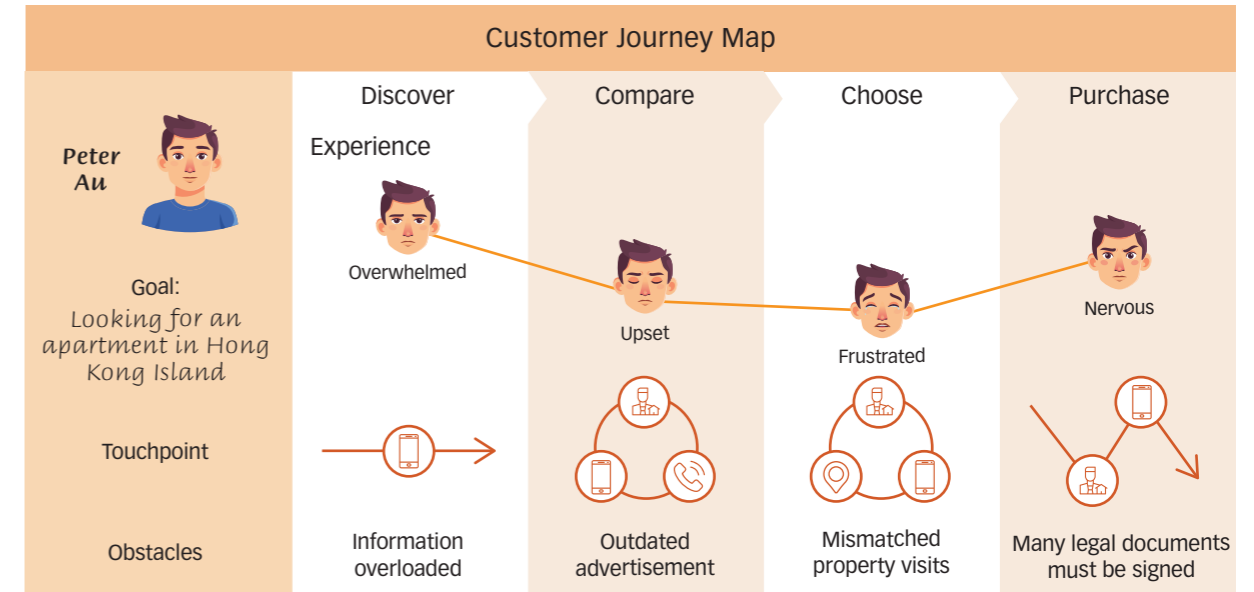 Customer Journey Map
Discover
Compare
Choose
Purchase
Peter
Au
Experience
Overwhelmed
Upset
Frustrated
Nervous
Goal:
Looking for an
apartment in Hong
Kong Island
Touchpoint
Obstacles
Information
overloaded
Outdated
advertisement
Mismatched
property visits
Many legal documents
must be signed